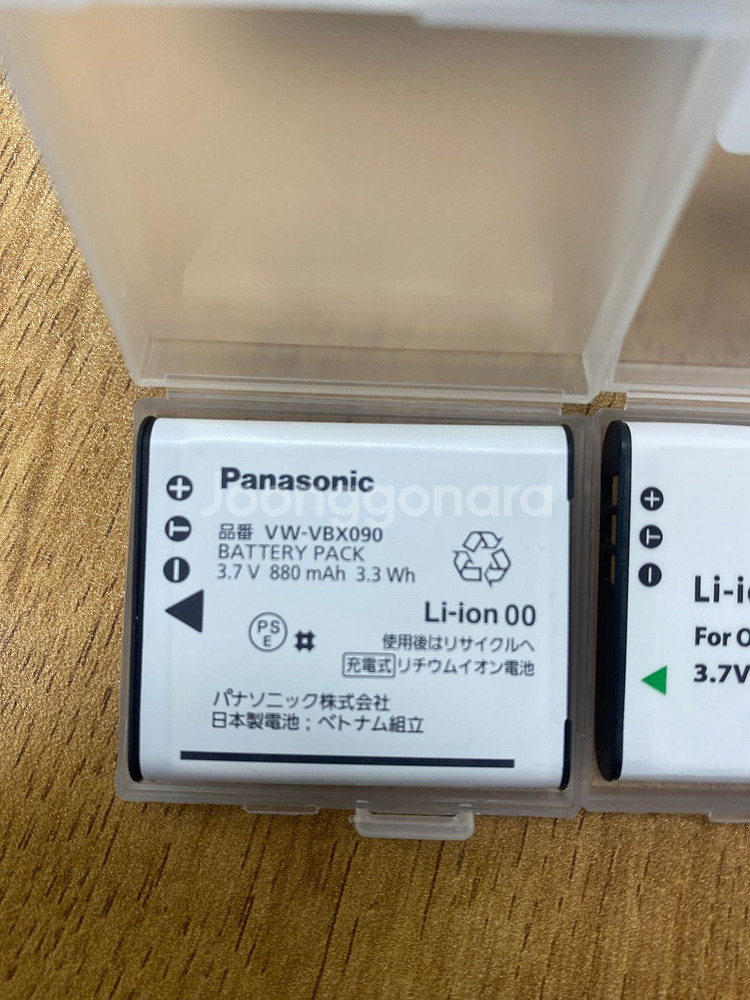 Panasonic
Joonggonara
品番 VW-VBX090
BATTERY PACK
3.7 V 880 mAh 3.3 Wh
Li-ion 00
PS
E
使用後はリサイクルへ
充電式 リチウムイオン電池
パナソニック株式会社
日本製電池；ベトナム組立
T
T
Li-i
For O
3.7V